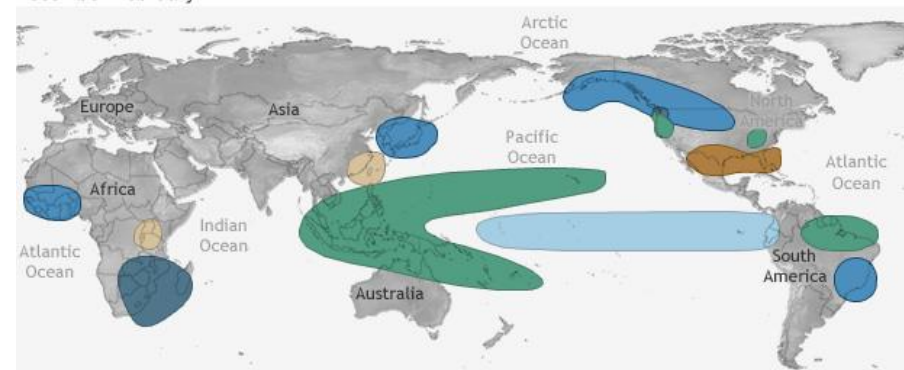 Arctic
Ocean
Europe
Asia
North
America
Pacific
Ocean
Africa
Atlantic
Ocean
Indian
Ocean
Atlantic
Ocean
South
America
Australia